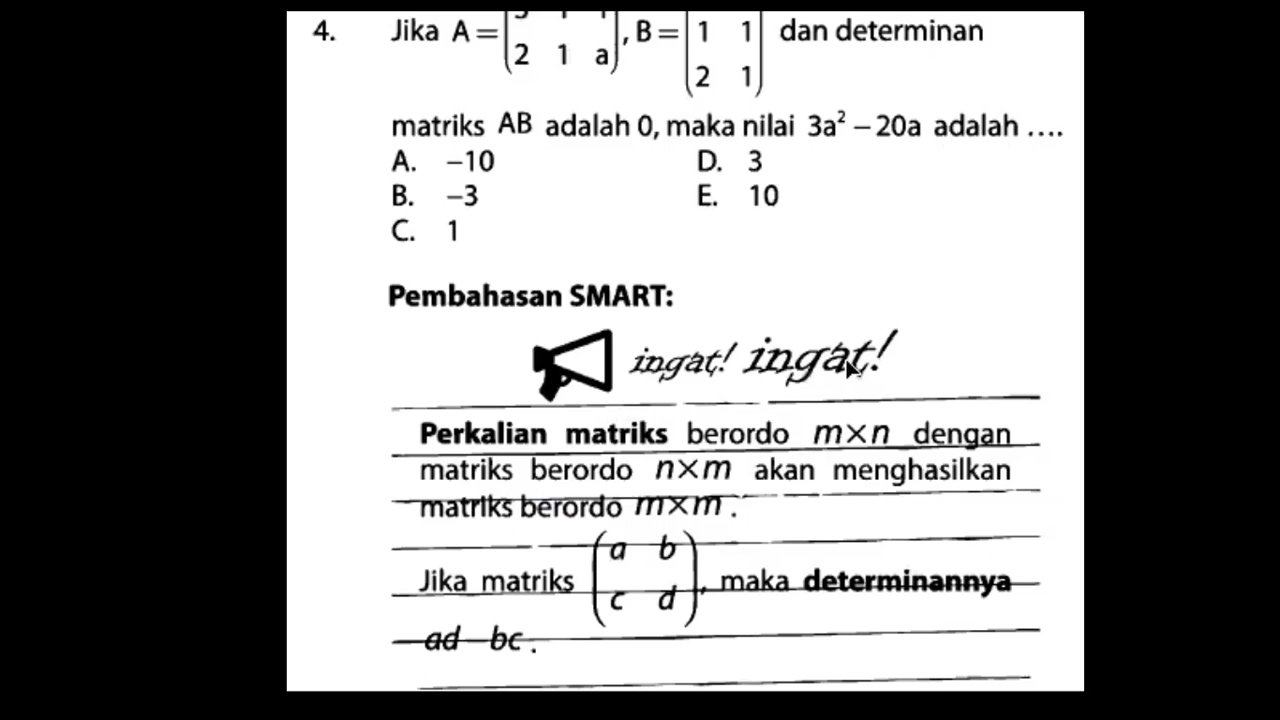 4. Jika A = (2 1 a), B = (1 1 dan determinan
2 1)
matriks AB adalah 0, maka nilai 3a² – 20a adalah ....
A. –10 D. 3
B. –3 E. 10
C. 1
Pembahasan SMART:
ingat! ingat!
Perkalian matriks berordo m×n dengan
matriks berordo n×m akan menghasilkan
matriks berordo m×m .
Jika matriks (a b
c d), maka determinannya
ad – bc .